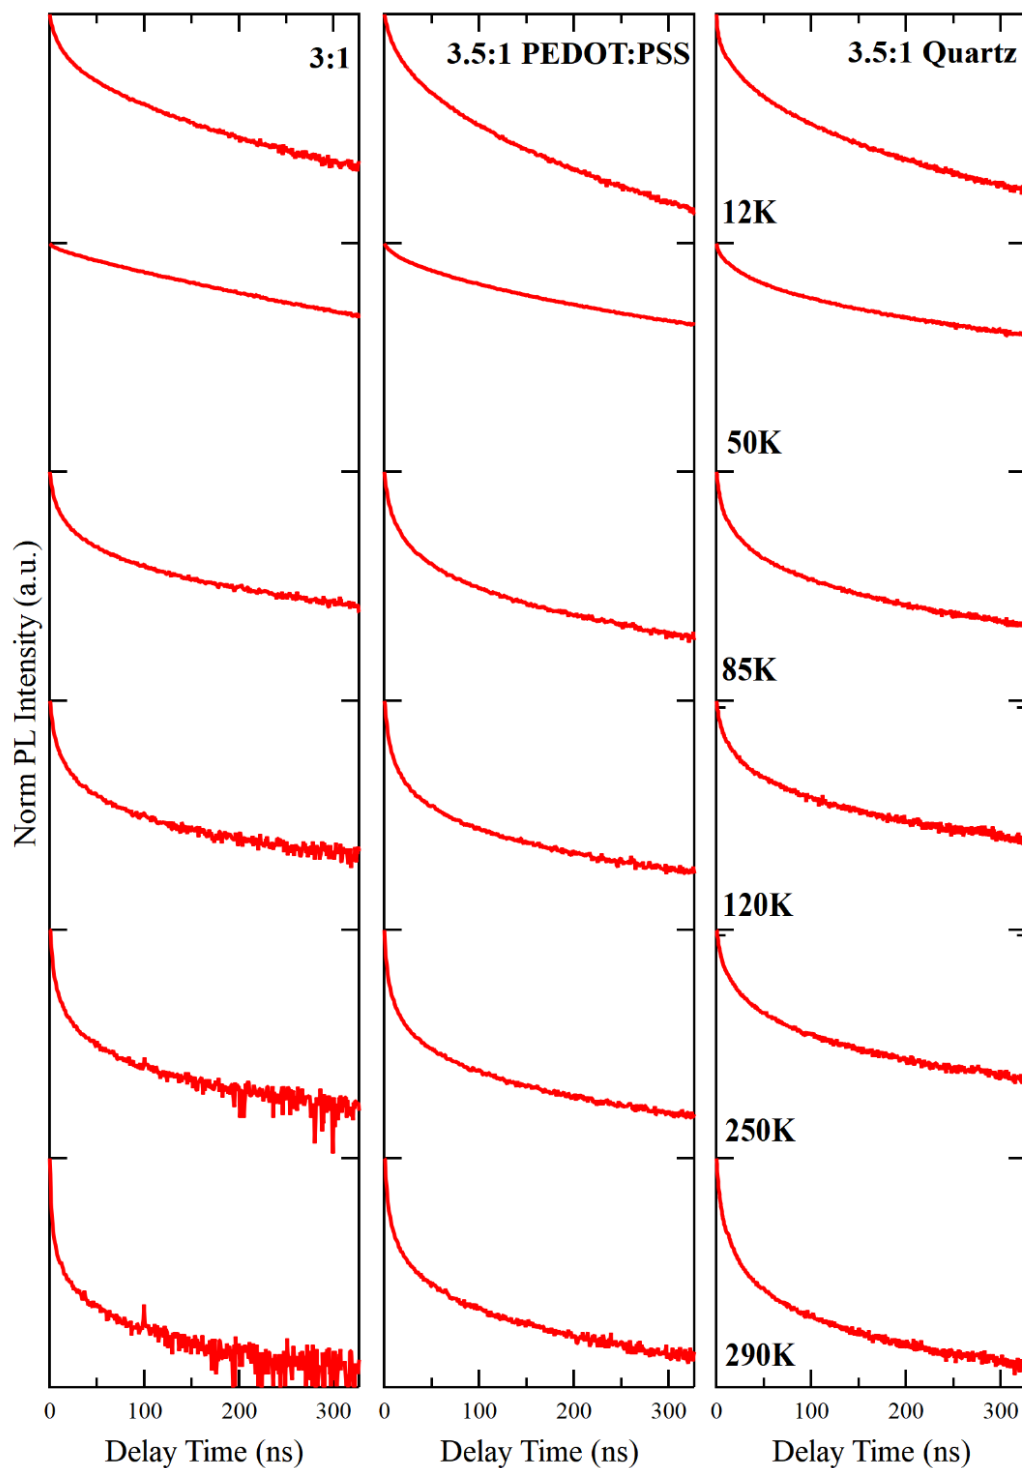 3:1
3.5:1 PEDOT:PSS
3.5:1 Quartz
12K
50K
85K
120K
250K
290K
Norm PL Intensity (a.u.)
0 100 200 300
0 100 200 300
0 100 200 300
Delay Time (ns)
Delay Time (ns)
Delay Time (ns)